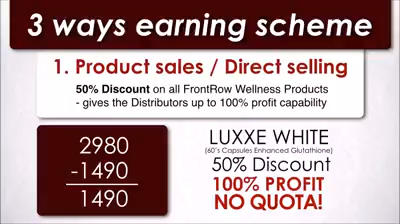 3 ways earning scheme
1. Product sales / Direct selling
50% Discount on all FrontRow Wellness Products
- gives the Distributors up to 100% profit capability
2980
-1490
1490
LUXXE WHITE
(60's Capsules Enhanced Glutathione)
50% Discount
100% PROFIT
NO QUOTA!